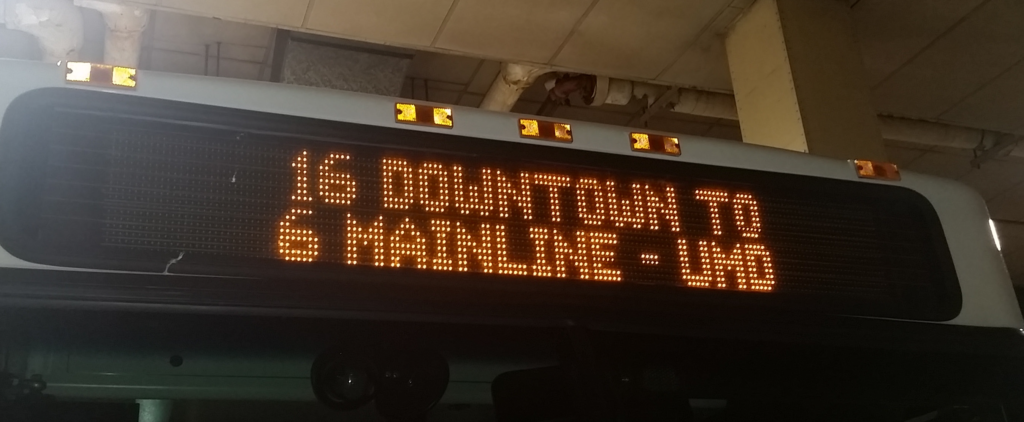 16 DOWNTOWN TO
6 MAINLINE - UMD